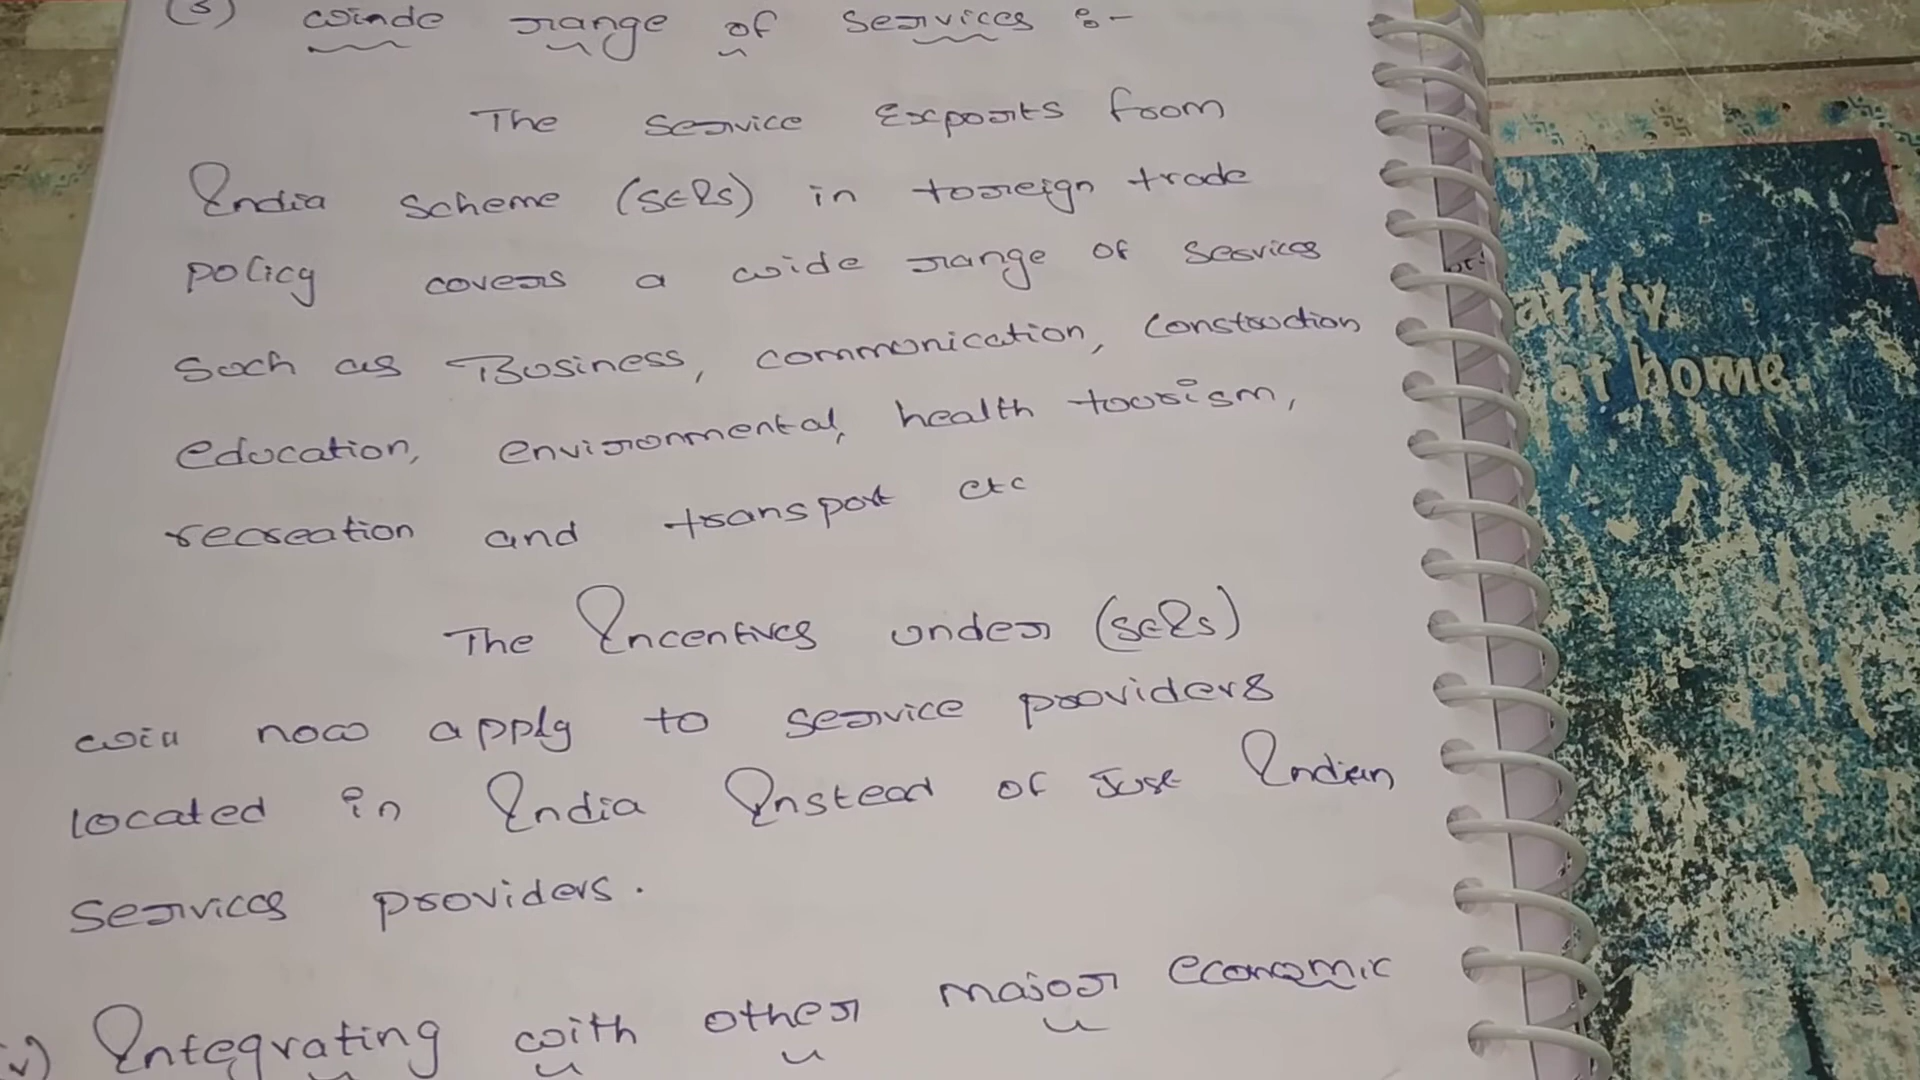 (3) winde range of services :-
The service Exports from
India scheme (SEIS) in toreign trade
policy covers a wide range of services
Such as Business, communication, Construction
education, environmental, health tourism,
recreation and transport etc
The Incentives under (SEIS)
will now apply to service providers
located in India Instead of Just Indian
services providers.
v) Integrating with other major economic
arity.
at home.